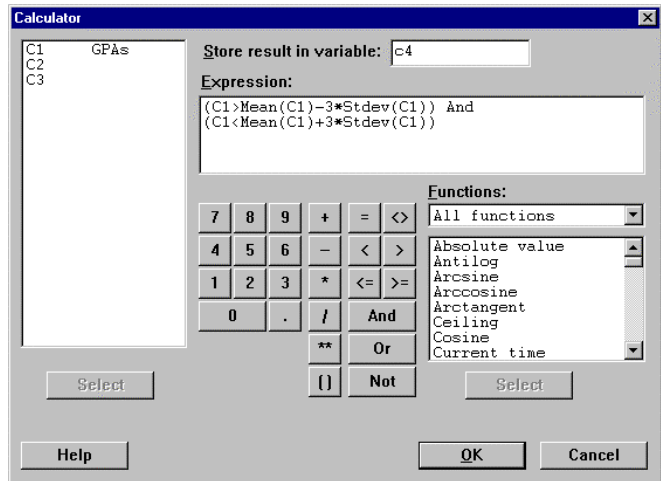 Calculator
C1 GPAs
C2
C3
Store result in variable: c4
Expression:
(C1>Mean(C1)-3*Stdev(C1)) And
(C1<Mean(C1)+3*Stdev(C1))
Functions:
7 8 9 + = <> All functions
4 5 6 - < > Absolute value
Antilog
1 2 3 * <= >= Arcsine
Arccosine
0 . / And Arctangent
Ceiling
** Or Cosine
Current time
Select () Not Select
Help OK Cancel